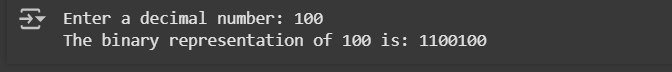 Enter a decimal number: 100
The binary representation of 100 is: 1100100